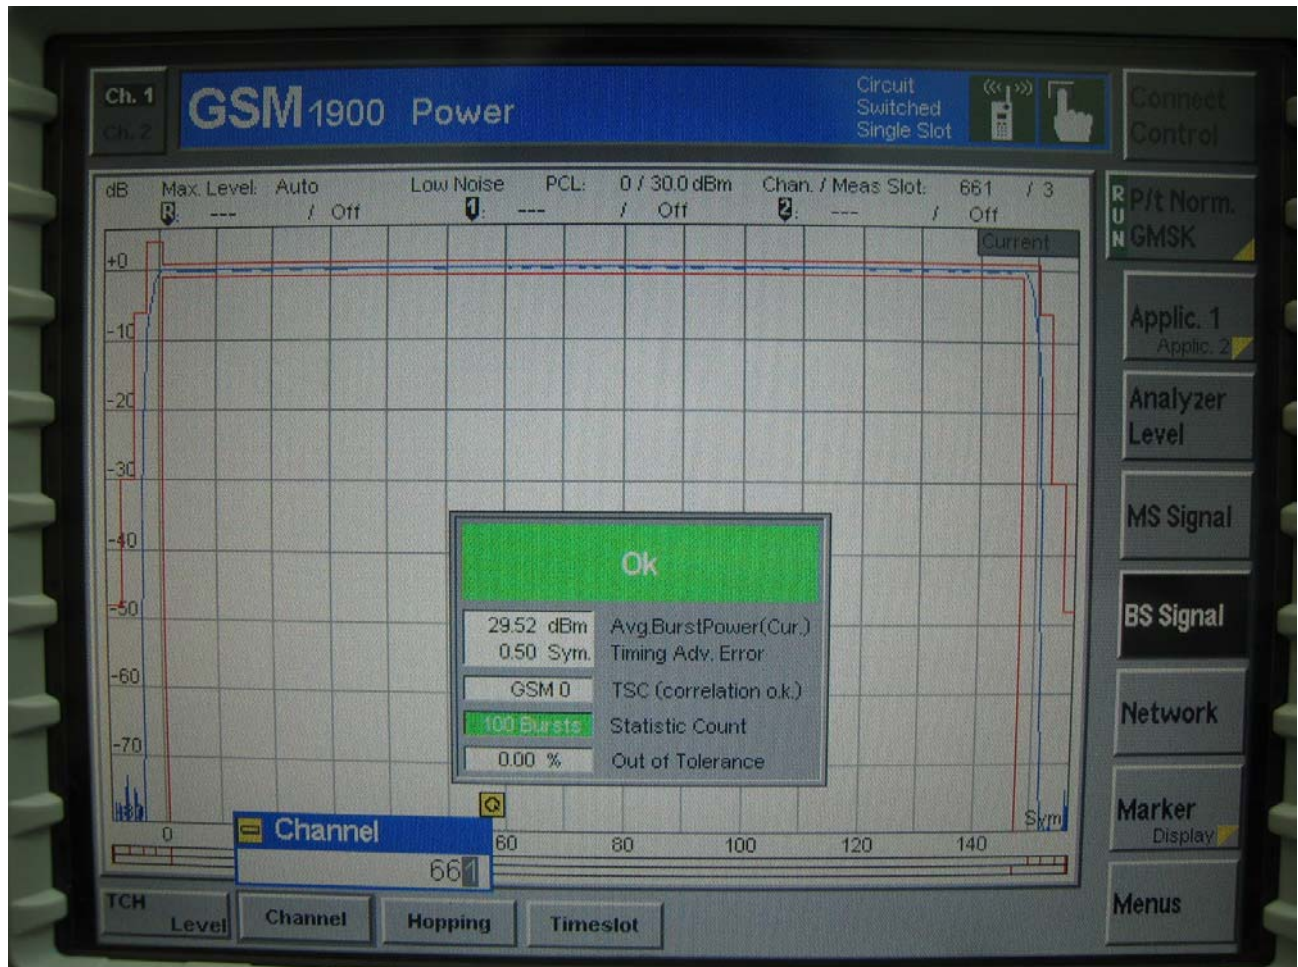 Ch. 1
Ch. 2
GSM 1900 Power
Circuit
Switched
Single Slot
Connect
Control
dB Max. Level: Auto Low Noise PCL: 0 / 30.0 dBm Chan. / Meas Slot: 661 / 3
R: --- / Off 1: --- / Off 2: --- / Off
RUN
P/t Norm.
GMSK
Current
+0
-10
-20
-30
-40
-50
-60
-70
Applic. 1
Applic. 2
Analyzer
Level
MS Signal
BS Signal
Network
Marker
Display
Menus
Ok
29.52 dBm Avg.BurstPower(Cur.)
0.50 Sym. Timing Adv. Error
GSM 0 TSC (correlation o.k.)
100 Bursts Statistic Count
0.00 % Out of Tolerance
Sym
0 60 80 100 120 140
Channel
661
TCH
Level
Channel
Hopping
Timeslot